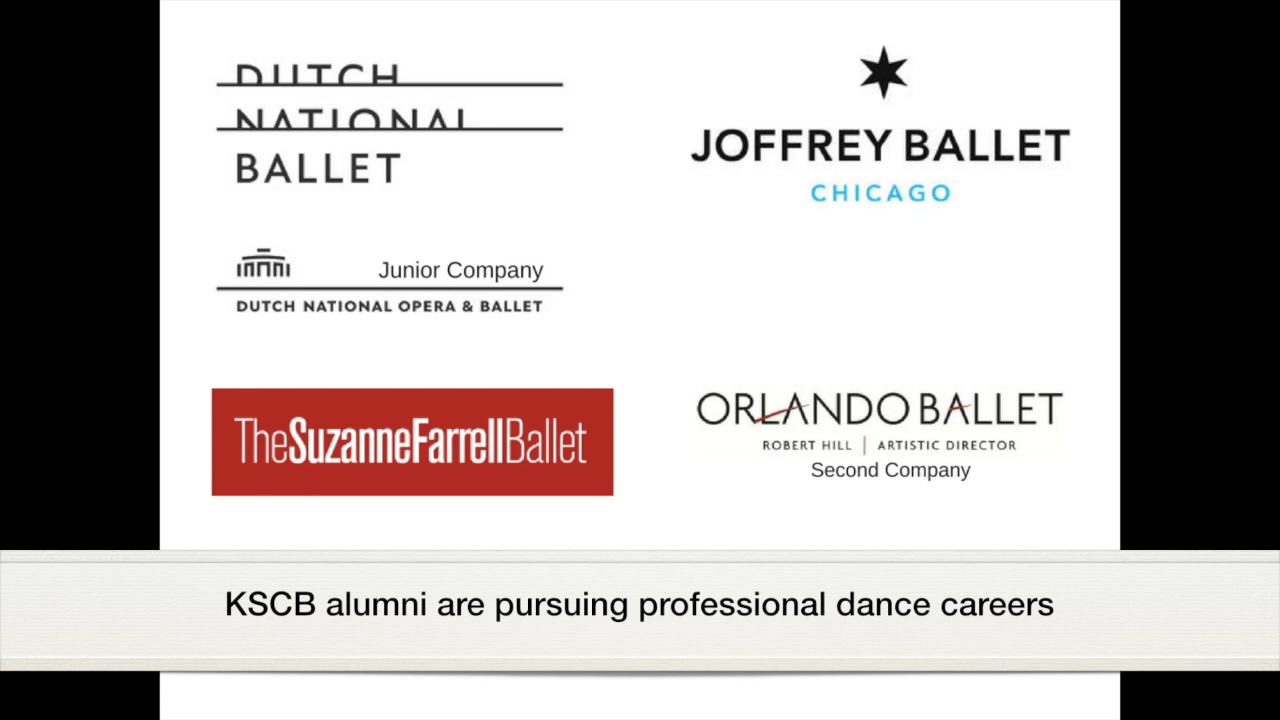 DUTCH
NATIONAL
BALLET
Junior Company
DUTCH NATIONAL OPERA & BALLET
JOFFREY BALLET
CHICAGO
TheSuzanneFarrellBallet
ORLANDO BALLET
ROBERT HILL | ARTISTIC DIRECTOR
Second Company
KSCB alumni are pursuing professional dance careers